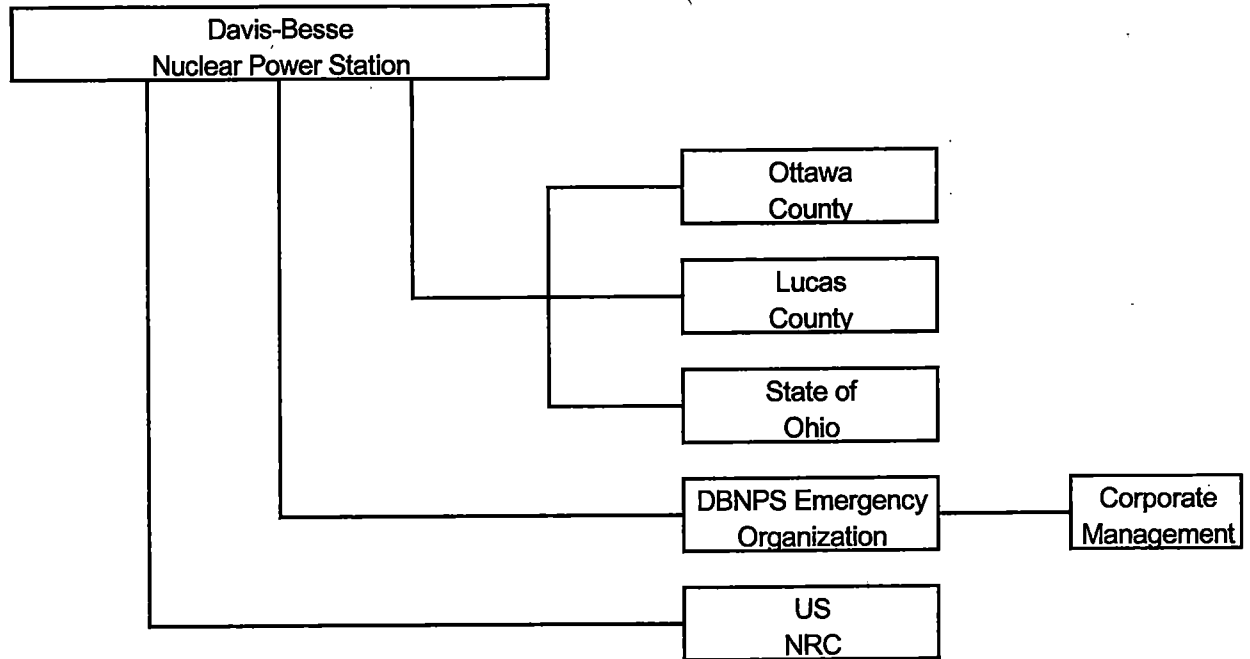 Davis-Besse
Nuclear Power Station
Ottawa
County
Lucas
County
State of
Ohio
DBNPS Emergency
Organization
Corporate
Management
US
NRC